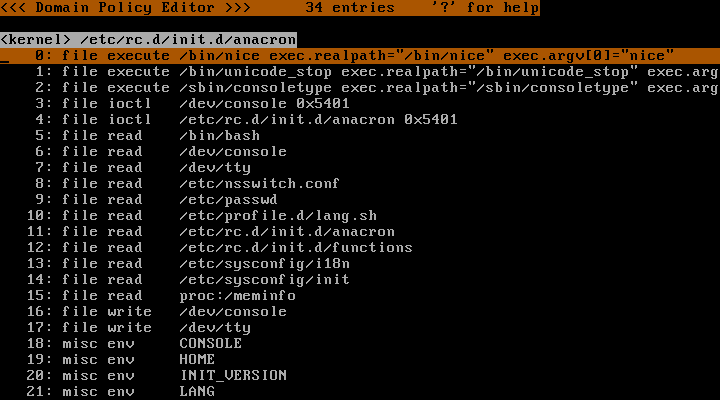 <<< Domain Policy Editor >>>      34 entries    '?' for help
<kernel> /etc/rc.d/init.d/anacron
0: file execute /bin/nice exec.realpath="/bin/nice" exec.argv[0]="nice"
1: file execute /bin/unicode_stop exec.realpath="/bin/unicode_stop" exec.arg
2: file execute /sbin/consoletype exec.realpath="/sbin/consoletype" exec.arg
3: file ioctl   /dev/console 0x5401
4: file ioctl   /etc/rc.d/init.d/anacron 0x5401
5: file read    /bin/bash
6: file read    /dev/console
7: file read    /dev/tty
8: file read    /etc/nsswitch.conf
9: file read    /etc/passwd
10: file read    /etc/profile.d/lang.sh
11: file read    /etc/rc.d/init.d/anacron
12: file read    /etc/rc.d/init.d/functions
13: file read    /etc/sysconfig/i18n
14: file read    /etc/sysconfig/init
15: file read    proc:/meminfo
16: file write   /dev/console
17: file write   /dev/tty
18: misc env     CONSOLE
19: misc env     HOME
20: misc env     INIT_VERSION
21: misc env     LANG